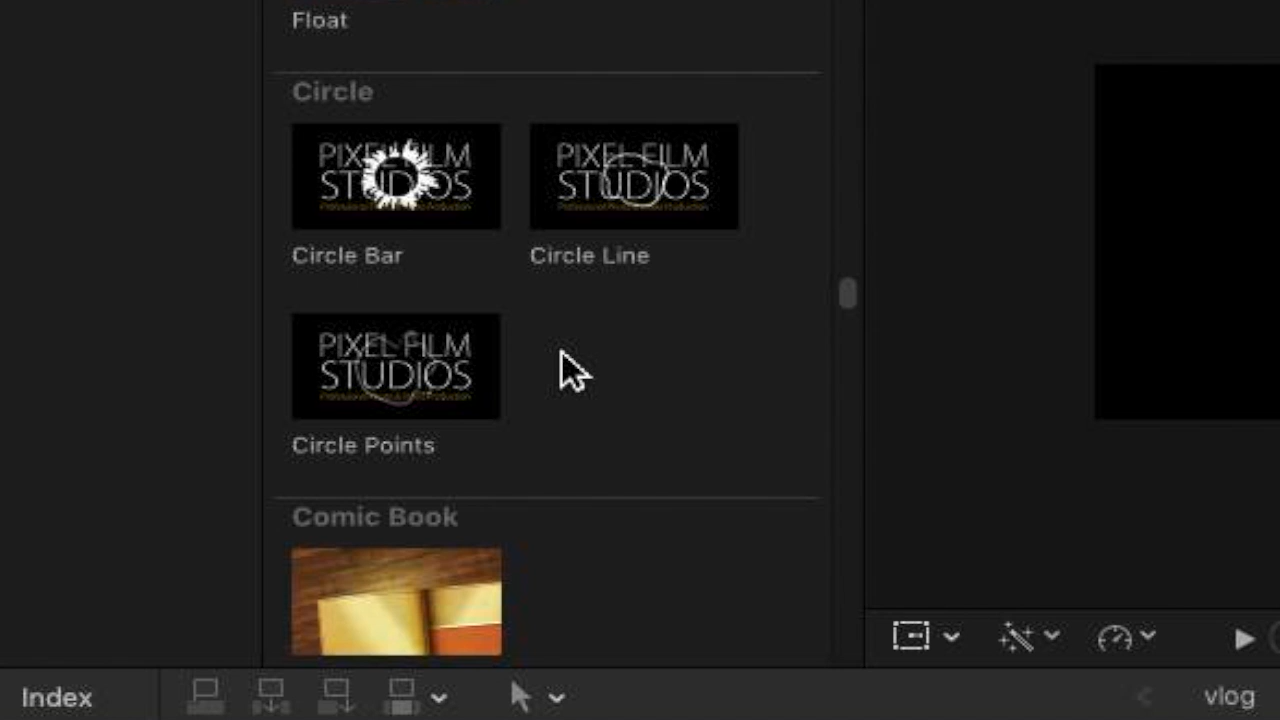 Float
Circle
PIXEL FILM
STUDIOS
PIXEL FILM
STUDIOS
Circle Bar
Circle Line
PIXEL FILM
STUDIOS
Circle Points
Comic Book
Index
vlog